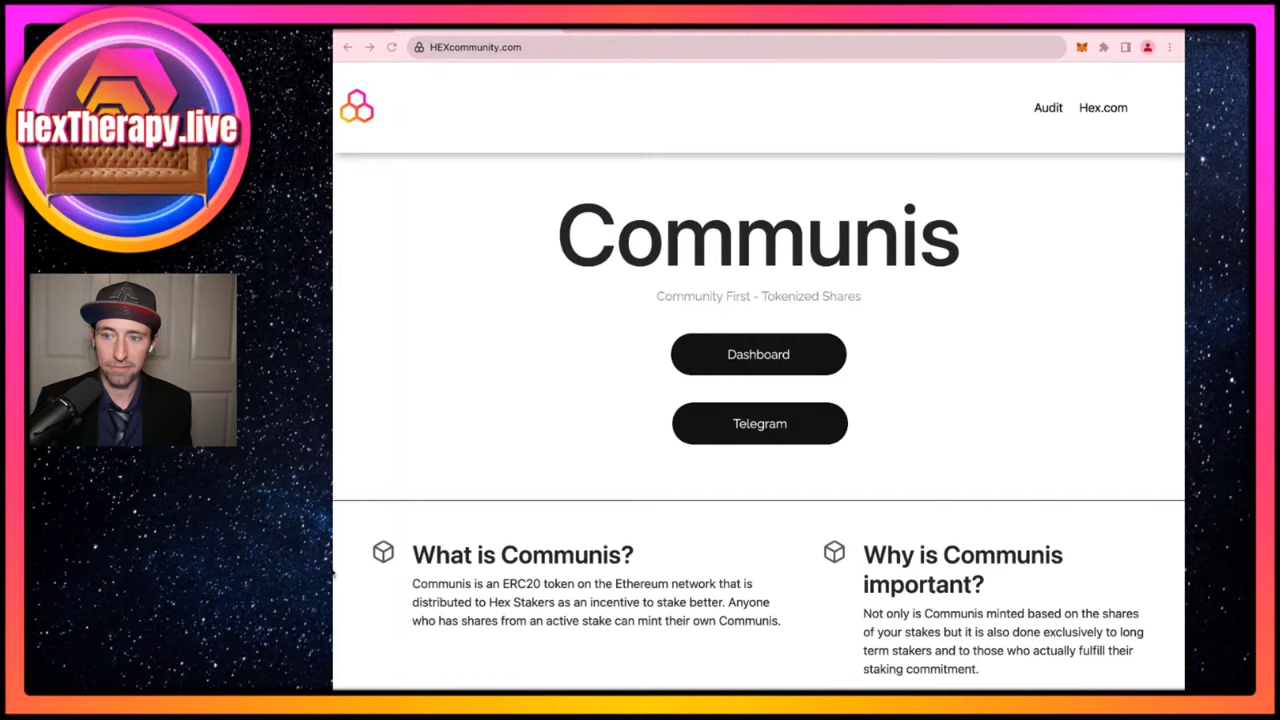 HexTherapy.live
HEXcommunity.com
Audit
Hex.com
Communis
Community First - Tokenized Shares
Dashboard
Telegram
What is Communis?
Communis is an ERC20 token on the Ethereum network that is
distributed to Hex Stakers as an incentive to stake better. Anyone
who has shares from an active stake can mint their own Communis.
Why is Communis
important?
Not only is Communis minted based on the shares
of your stakes but it is also done exclusively to long
term stakers and to those who actually fulfill their
staking commitment.